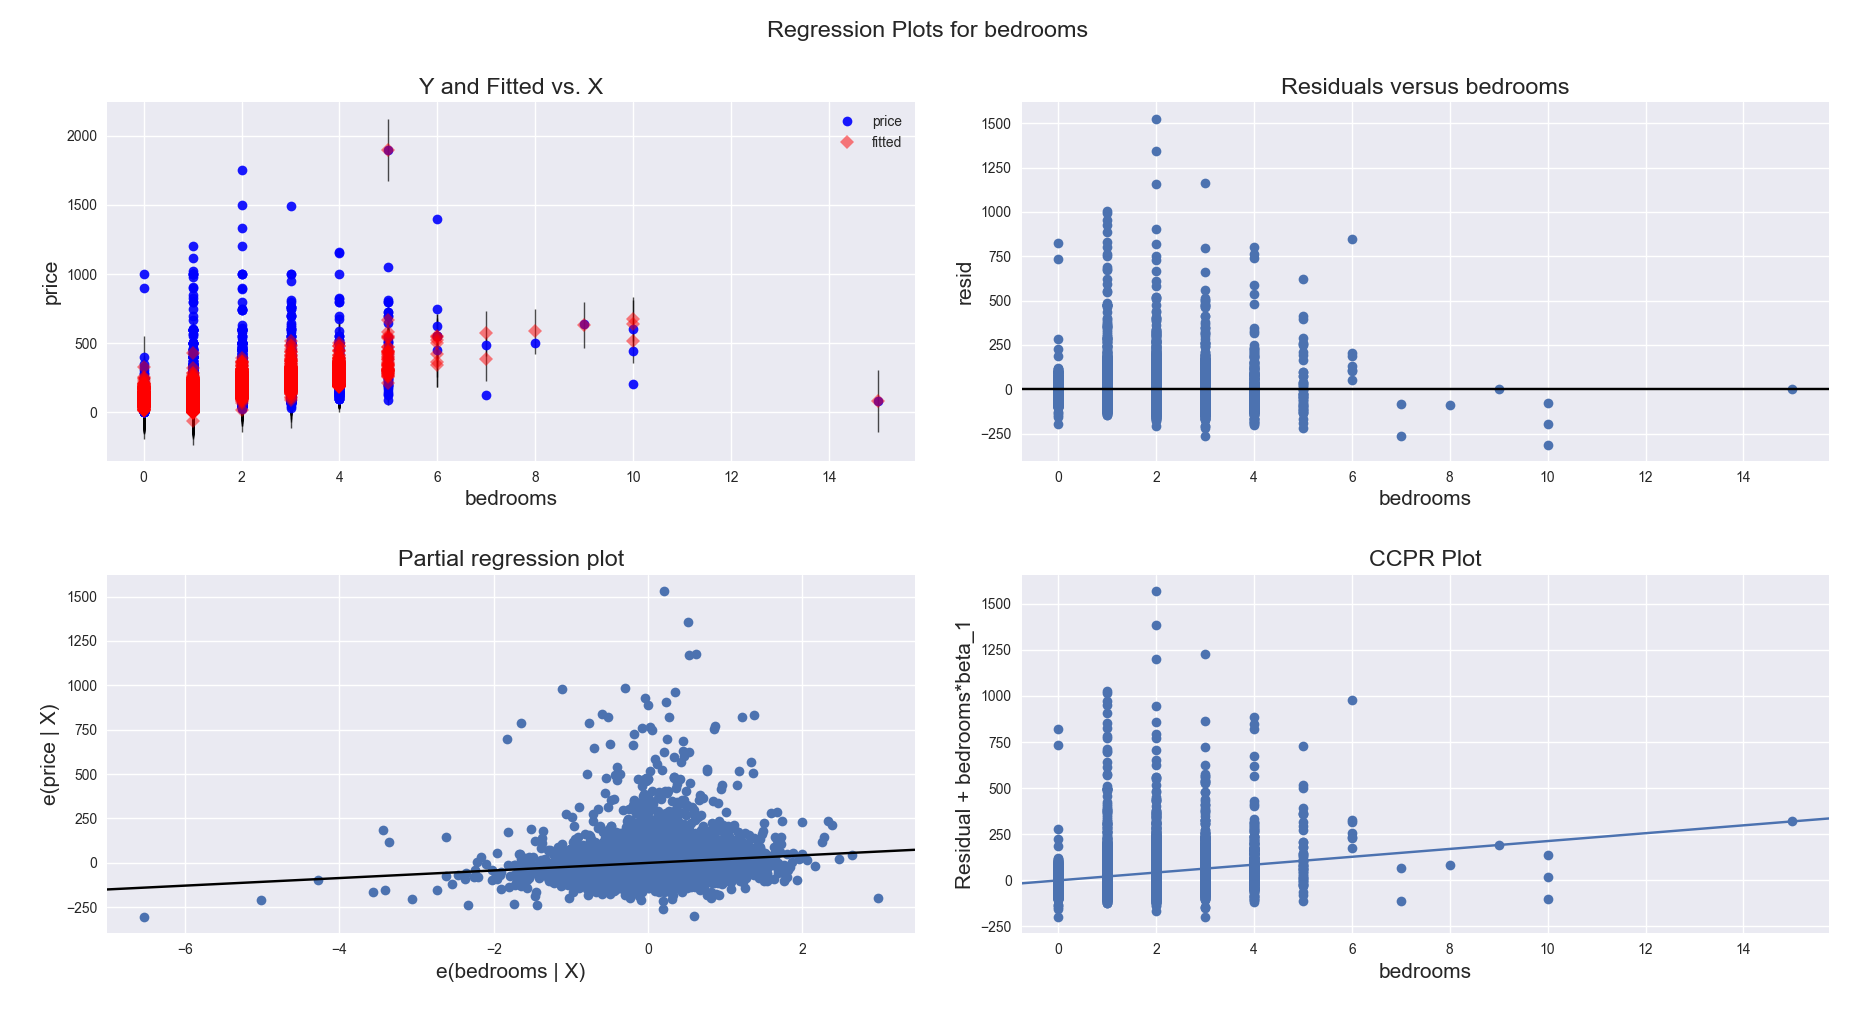 Regression Plots for bedrooms
Y and Fitted vs. X
price
fitted
2000
1500
1000
500
0
price
0 2 4 6 8 10 12 14
bedrooms
Residuals versus bedrooms
1500
1250
1000
750
500
250
0
−250
resid
0 2 4 6 8 10 12 14
bedrooms
Partial regression plot
1500
1250
1000
750
500
250
0
−250
e(price | X)
−6 −4 −2 0 2
e(bedrooms | X)
CCPR Plot
1500
1250
1000
750
500
250
0
−250
Residual + bedrooms*beta_1
0 2 4 6 8 10 12 14
bedrooms